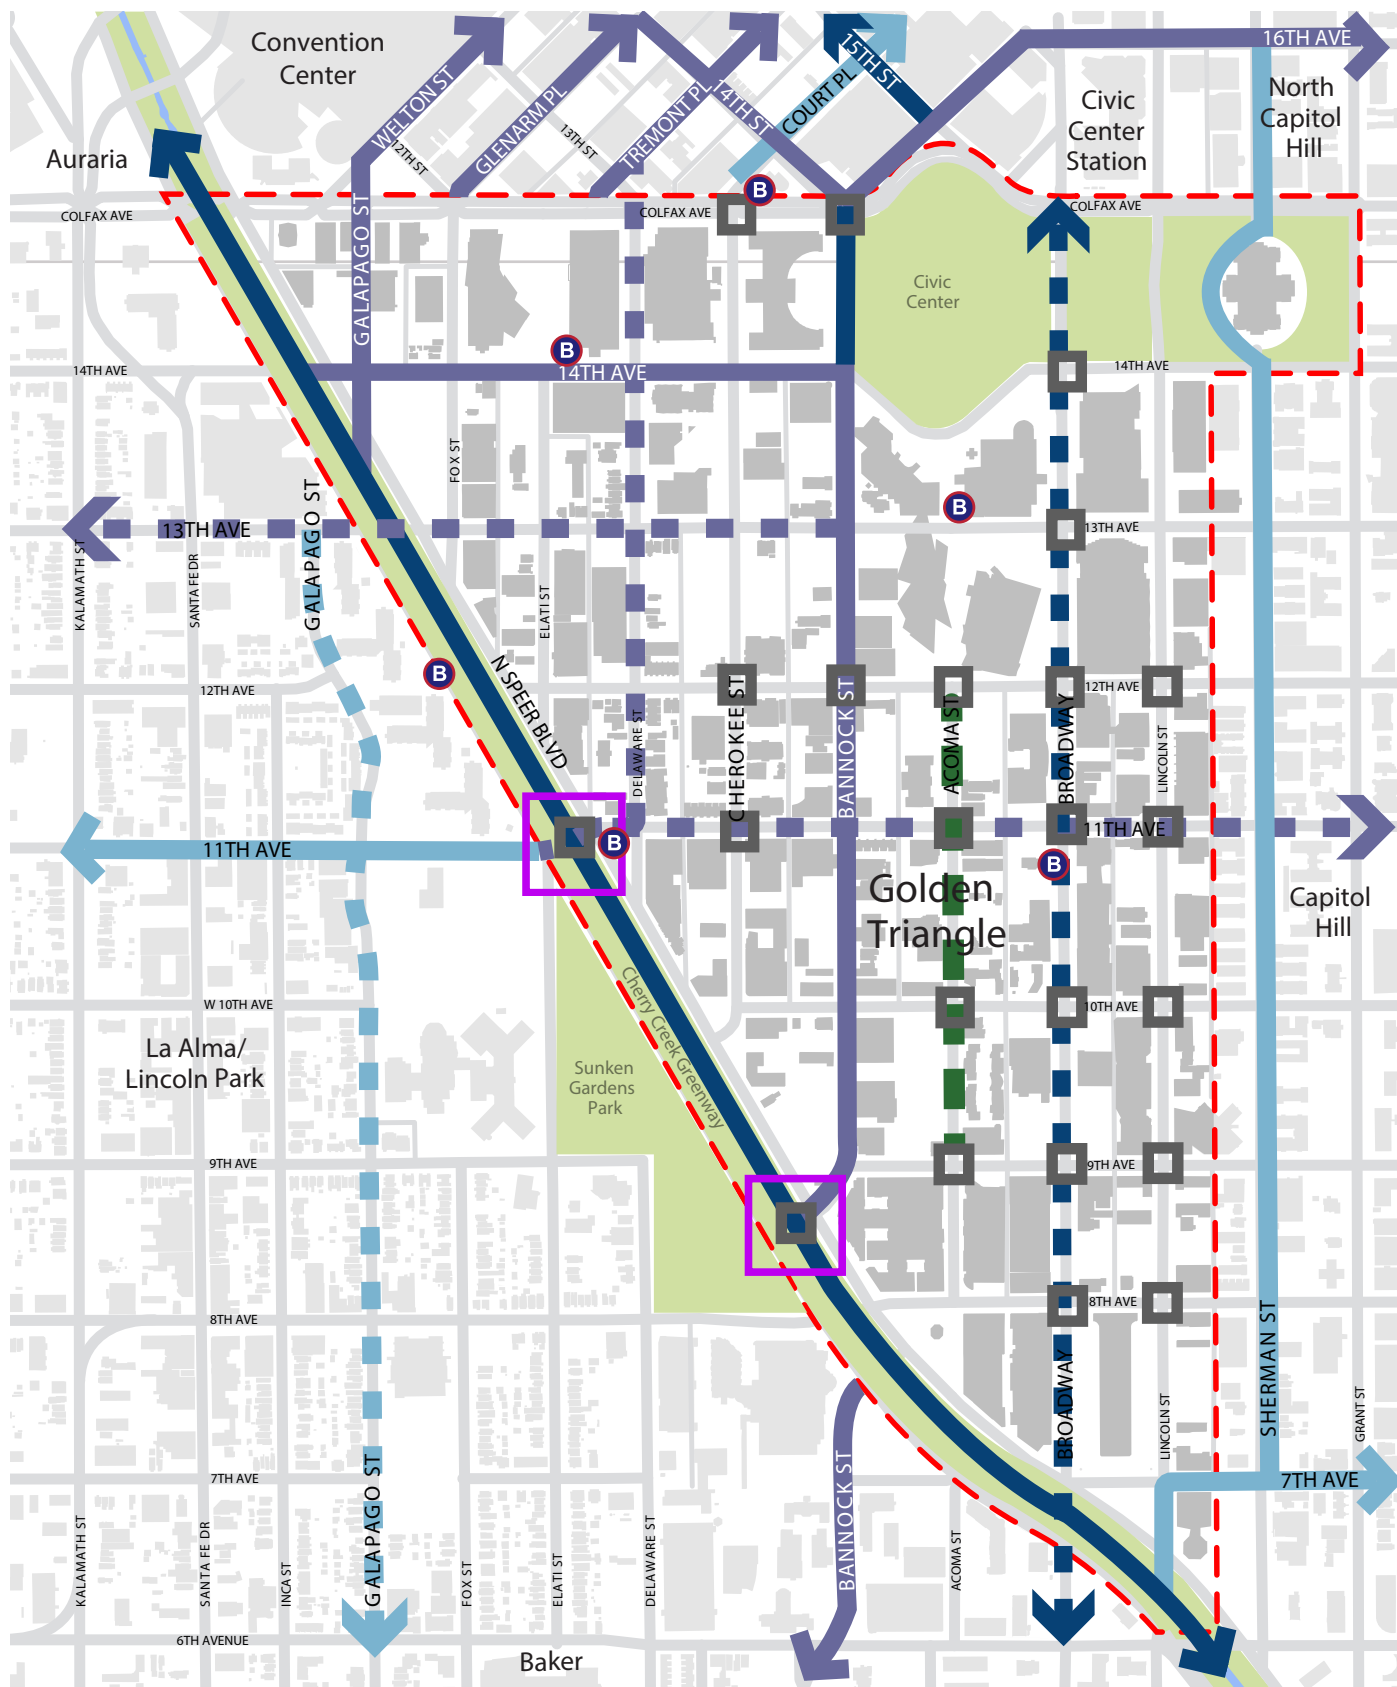 16TH AVE
Convention
Center
WELTON ST
12TH ST
GLENARM PL
13TH ST
TREMONT PL
14TH ST
COURT PL
15TH ST
Civic
Center
Station
North
Capitol
Hill
Auraria
B
COLFAX AVE
COLFAX AVE
COLFAX AVE
GALAPAGO ST
Civic
Center
B
14TH AVE
14TH AVE
14TH AVE
FOX ST
GALAPAGO ST
B
13TH AVE
13TH AVE
KALAMATH ST
SANTA FE DR
ELATI ST
N SPEER BLVD
B
12TH AVE
12TH AVE
DELAWARE ST
CHEROKEE ST
BANNOCK ST
ACOMA ST
BROADWAY
LINCOLN ST
11TH AVE
B
11TH AVE
B
Golden
Triangle
Capitol
Hill
Cherry Creek Greenway
W 10TH AVE
10TH AVE
La Alma/
Lincoln Park
Sunken
Gardens
Park
9TH AVE
9TH AVE
8TH AVE
8TH AVE
SHERMAN ST
BROADWAY
LINCOLN ST
GRANT ST
7TH AVE
7TH AVE
GALAPAGO ST
BANNOCK ST
KALAMATH ST
SANTA FE DR
INCA ST
FOX ST
ELATI ST
DELAWARE ST
ACOMA ST
6TH AVENUE
Baker